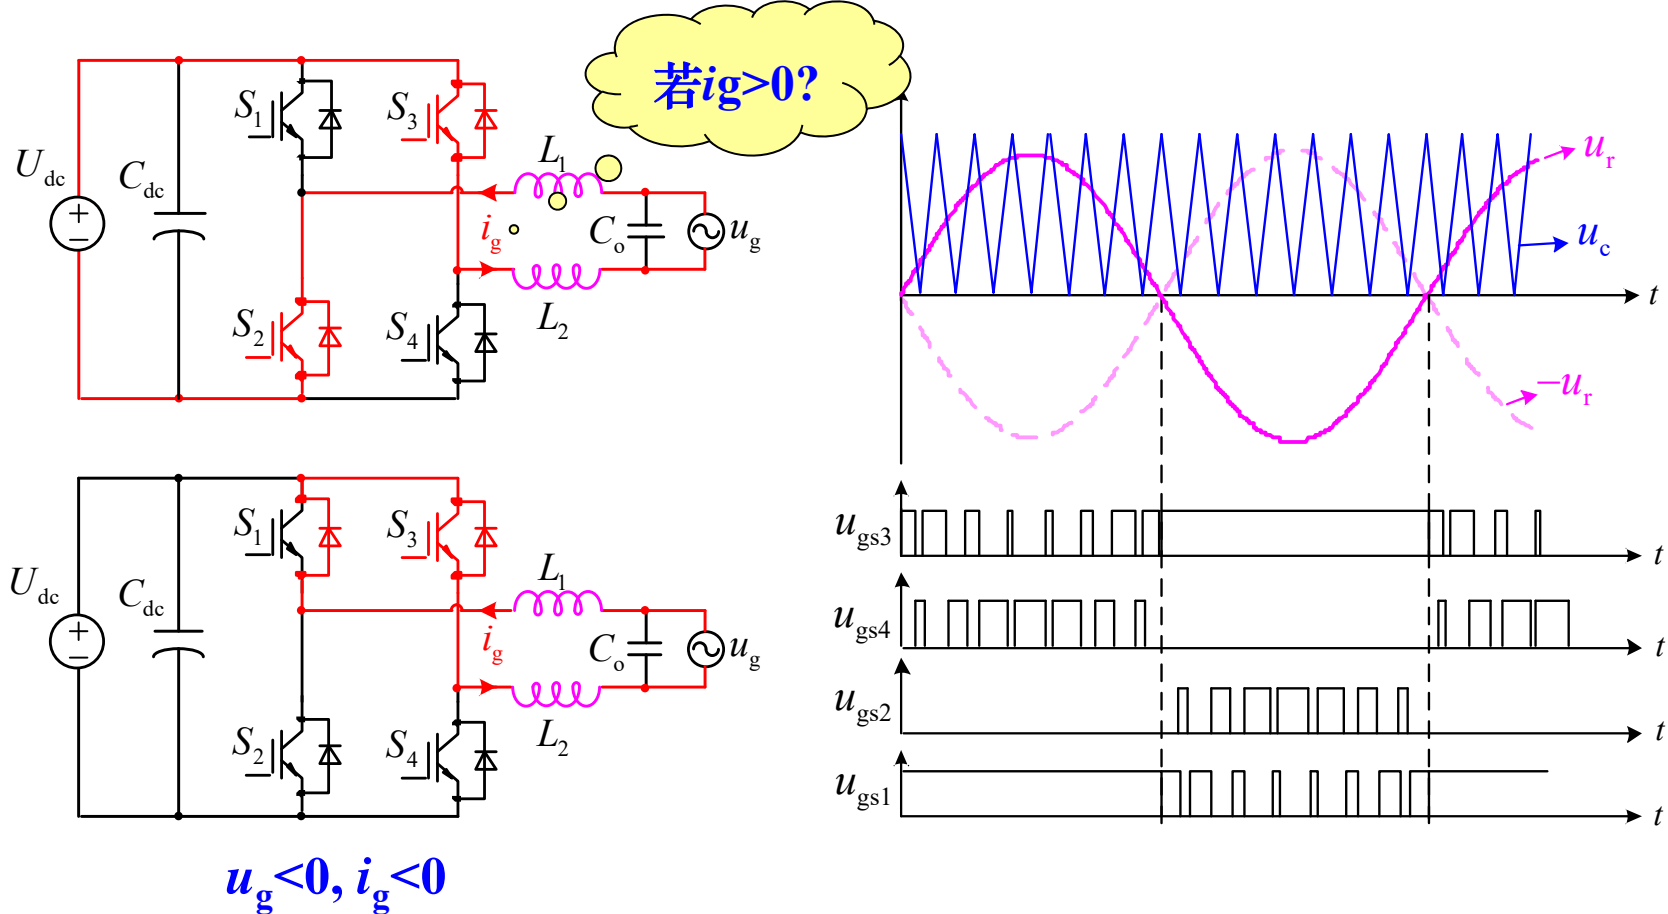 若ig>0?
S1
S3
Udc
Cdc
L1
ig
Co
ug
S2
S4
L2
ur
uc
t
−ur
S1
S3
Udc
Cdc
L1
ig
Co
ug
S2
S4
L2
ugs3
t
ugs4
t
ugs2
t
ugs1
t
ug<0, ig<0